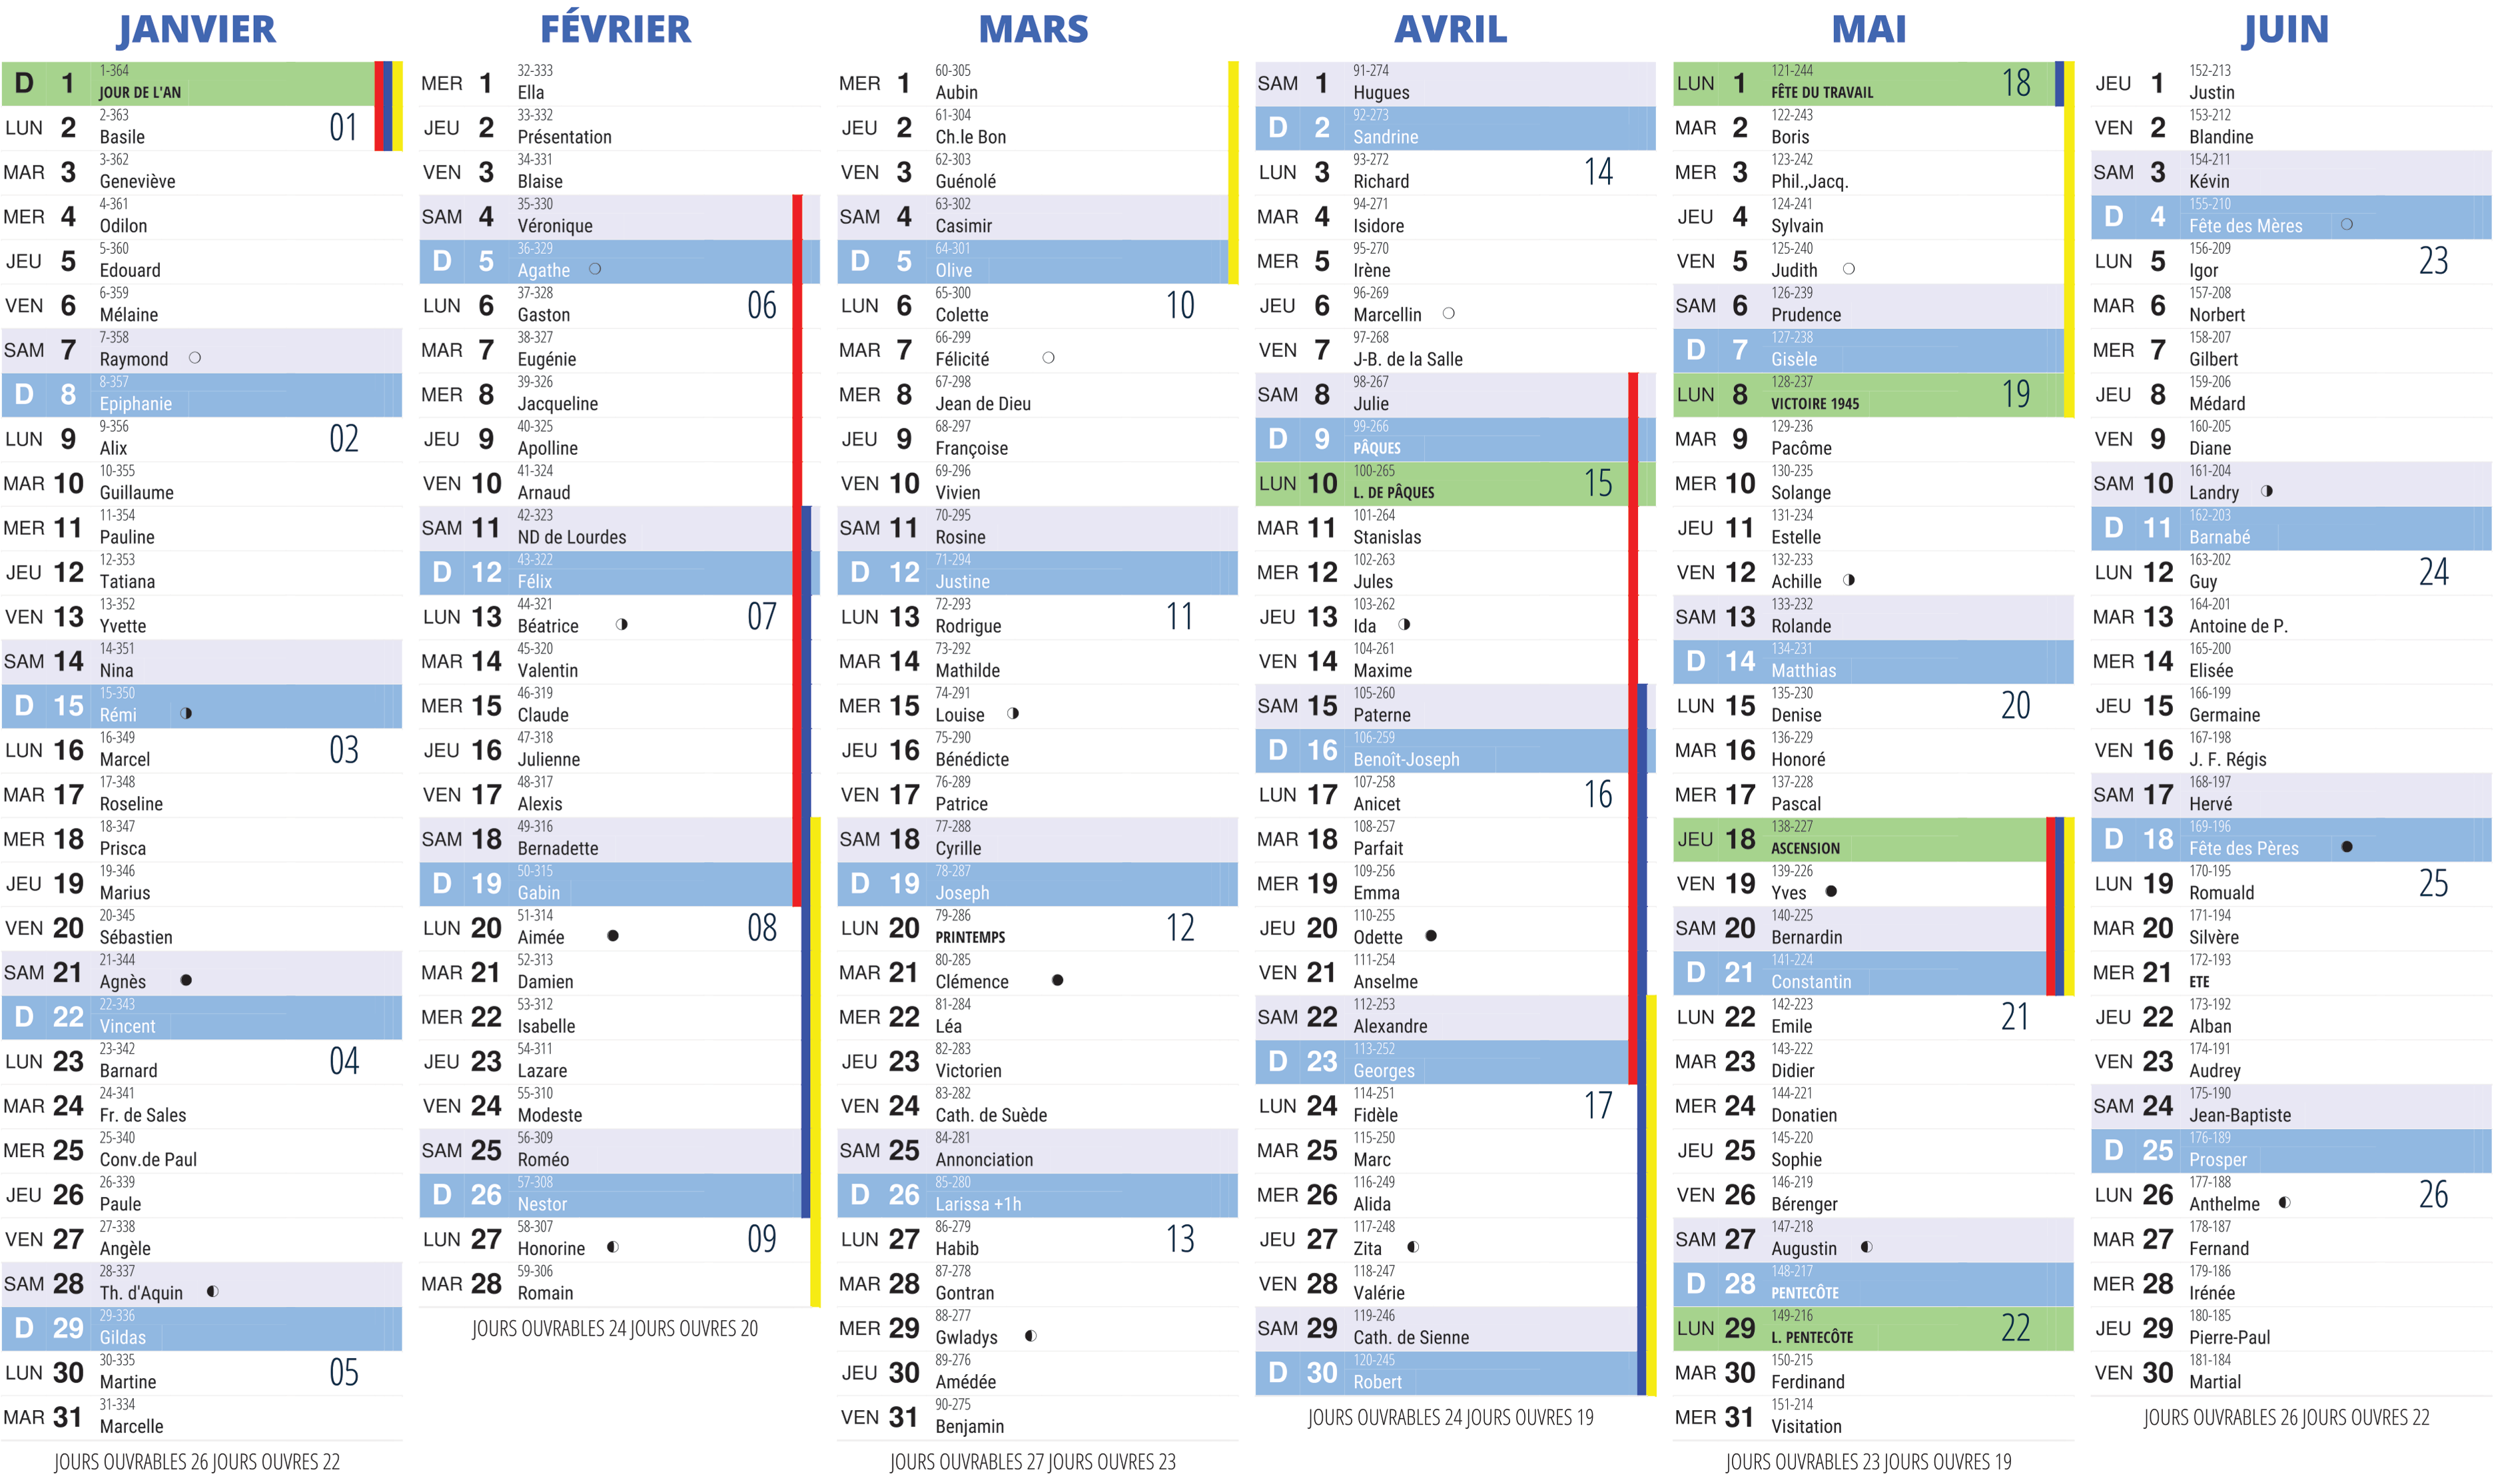 JANVIER
D 1 1-364
JOUR DE L'AN
LUN 2 2-363
Basile 01
MAR 3 3-362
Geneviève
MER 4 4-361
Odilon
JEU 5 5-360
Edouard
VEN 6 6-359
Mélaine
SAM 7 7-358
Raymond
D 8 8-357
Epiphanie
LUN 9 9-356
Alix 02
MAR 10 10-355
Guillaume
MER 11 11-354
Pauline
JEU 12 12-353
Tatiana
VEN 13 13-352
Yvette
SAM 14 14-351
Nina
D 15 15-350
Rémi
LUN 16 16-349
Marcel 03
MAR 17 17-348
Roseline
MER 18 18-347
Prisca
JEU 19 19-346
Marius
VEN 20 20-345
Sébastien
SAM 21 21-344
Agnès
D 22 22-343
Vincent
LUN 23 23-342
Barnard 04
MAR 24 24-341
Fr. de Sales
MER 25 25-340
Conv.de Paul
JEU 26 26-339
Paule
VEN 27 27-338
Angèle
SAM 28 28-337
Th. d'Aquin
D 29 29-336
Gildas
LUN 30 30-335
Martine 05
MAR 31 31-334
Marcelle
JOURS OUVRABLES 26 JOURS OUVRES 22
FÉVRIER
MER 1 32-333
Ella
JEU 2 33-332
Présentation
VEN 3 34-331
Blaise
SAM 4 35-330
Véronique
D 5 36-329
Agathe
LUN 6 37-328
Gaston 06
MAR 7 38-327
Eugénie
MER 8 39-326
Jacqueline
JEU 9 40-325
Apolline
VEN 10 41-324
Arnaud
SAM 11 42-323
ND de Lourdes
D 12 43-322
Félix
LUN 13 44-321
Béatrice 07
MAR 14 45-320
Valentin
MER 15 46-319
Claude
JEU 16 47-318
Julienne
VEN 17 48-317
Alexis
SAM 18 49-316
Bernadette
D 19 50-315
Gabin
LUN 20 51-314
Aimée 08
MAR 21 52-313
Damien
MER 22 53-312
Isabelle
JEU 23 54-311
Lazare
VEN 24 55-310
Modeste
SAM 25 56-309
Roméo
D 26 57-308
Nestor
LUN 27 58-307
Honorine 09
MAR 28 59-306
Romain
JOURS OUVRABLES 24 JOURS OUVRES 20
MARS
MER 1 60-305
Aubin
JEU 2 61-304
Ch.le Bon
VEN 3 62-303
Guénolé
SAM 4 63-302
Casimir
D 5 64-301
Olive
LUN 6 65-300
Colette 10
MAR 7 66-299
Félicité
MER 8 67-298
Jean de Dieu
JEU 9 68-297
Françoise
VEN 10 69-296
Vivien
SAM 11 70-295
Rosine
D 12 71-294
Justine
LUN 13 72-293
Rodrigue 11
MAR 14 73-292
Mathilde
MER 15 74-291
Louise
JEU 16 75-290
Bénédicte
VEN 17 76-289
Patrice
SAM 18 77-288
Cyrille
D 19 78-287
Joseph
LUN 20 79-286
PRINTEMPS 12
MAR 21 80-285
Clémence
MER 22 81-284
Léa
JEU 23 82-283
Victorien
VEN 24 83-282
Cath. de Suède
SAM 25 84-281
Annonciation
D 26 85-280
Larissa +1h
LUN 27 86-279
Habib 13
MAR 28 87-278
Gontran
MER 29 88-277
Gwladys
JEU 30 89-276
Amédée
VEN 31 90-275
Benjamin
JOURS OUVRABLES 27 JOURS OUVRES 23
AVRIL
SAM 1 91-274
Hugues
D 2 92-273
Sandrine
LUN 3 93-272
Richard 14
MAR 4 94-271
Isidore
MER 5 95-270
Irène
JEU 6 96-269
Marcellin
VEN 7 97-268
J-B. de la Salle
SAM 8 98-267
Julie
D 9 99-266
PÂQUES
LUN 10 100-265
L. DE PÂQUES 15
MAR 11 101-264
Stanislas
MER 12 102-263
Jules
JEU 13 103-262
Ida
VEN 14 104-261
Maxime
SAM 15 105-260
Paterne
D 16 106-259
Benoît-Joseph
LUN 17 107-258
Anicet 16
MAR 18 108-257
Parfait
MER 19 109-256
Emma
JEU 20 110-255
Odette
VEN 21 111-254
Anselme
SAM 22 112-253
Alexandre
D 23 113-252
Georges
LUN 24 114-251
Fidèle 17
MAR 25 115-250
Marc
MER 26 116-249
Alida
JEU 27 117-248
Zita
VEN 28 118-247
Valérie
SAM 29 119-246
Cath. de Sienne
D 30 120-245
Robert
JOURS OUVRABLES 24 JOURS OUVRES 19
MAI
LUN 1 121-244
FÊTE DU TRAVAIL 18
MAR 2 122-243
Boris
MER 3 123-242
Phil.,Jacq.
JEU 4 124-241
Sylvain
VEN 5 125-240
Judith
SAM 6 126-239
Prudence
D 7 127-238
Gisèle
LUN 8 128-237
VICTOIRE 1945 19
MAR 9 129-236
Pacôme
MER 10 130-235
Solange
JEU 11 131-234
Estelle
VEN 12 132-233
Achille
SAM 13 133-232
Rolande
D 14 134-231
Matthias
LUN 15 135-230
Denise 20
MAR 16 136-229
Honoré
MER 17 137-228
Pascal
JEU 18 138-227
ASCENSION
VEN 19 139-226
Yves
SAM 20 140-225
Bernardin
D 21 141-224
Constantin
LUN 22 142-223
Emile 21
MAR 23 143-222
Didier
MER 24 144-221
Donatien
JEU 25 145-220
Sophie
VEN 26 146-219
Bérenger
SAM 27 147-218
Augustin
D 28 148-217
PENTECÔTE
LUN 29 149-216
L. PENTECÔTE 22
MAR 30 150-215
Ferdinand
MER 31 151-214
Visitation
JOURS OUVRABLES 23 JOURS OUVRES 19
JUIN
JEU 1 152-213
Justin
VEN 2 153-212
Blandine
SAM 3 154-211
Kévin
D 4 155-210
Fête des Mères
LUN 5 156-209
Igor 23
MAR 6 157-208
Norbert
MER 7 158-207
Gilbert
JEU 8 159-206
Médard
VEN 9 160-205
Diane
SAM 10 161-204
Landry
D 11 162-203
Barnabé
LUN 12 163-202
Guy 24
MAR 13 164-201
Antoine de P.
MER 14 165-200
Elisée
JEU 15 166-199
Germaine
VEN 16 167-198
J. F. Régis
SAM 17 168-197
Hervé
D 18 169-196
Fête des Pères
LUN 19 170-195
Romuald 25
MAR 20 171-194
Silvère
MER 21 172-193
ETE
JEU 22 173-192
Alban
VEN 23 174-191
Audrey
SAM 24 175-190
Jean-Baptiste
D 25 176-189
Prosper
LUN 26 177-188
Anthelme 26
MAR 27 178-187
Fernand
MER 28 179-186
Irénée
JEU 29 180-185
Pierre-Paul
VEN 30 181-184
Martial
JOURS OUVRABLES 26 JOURS OUVRES 22